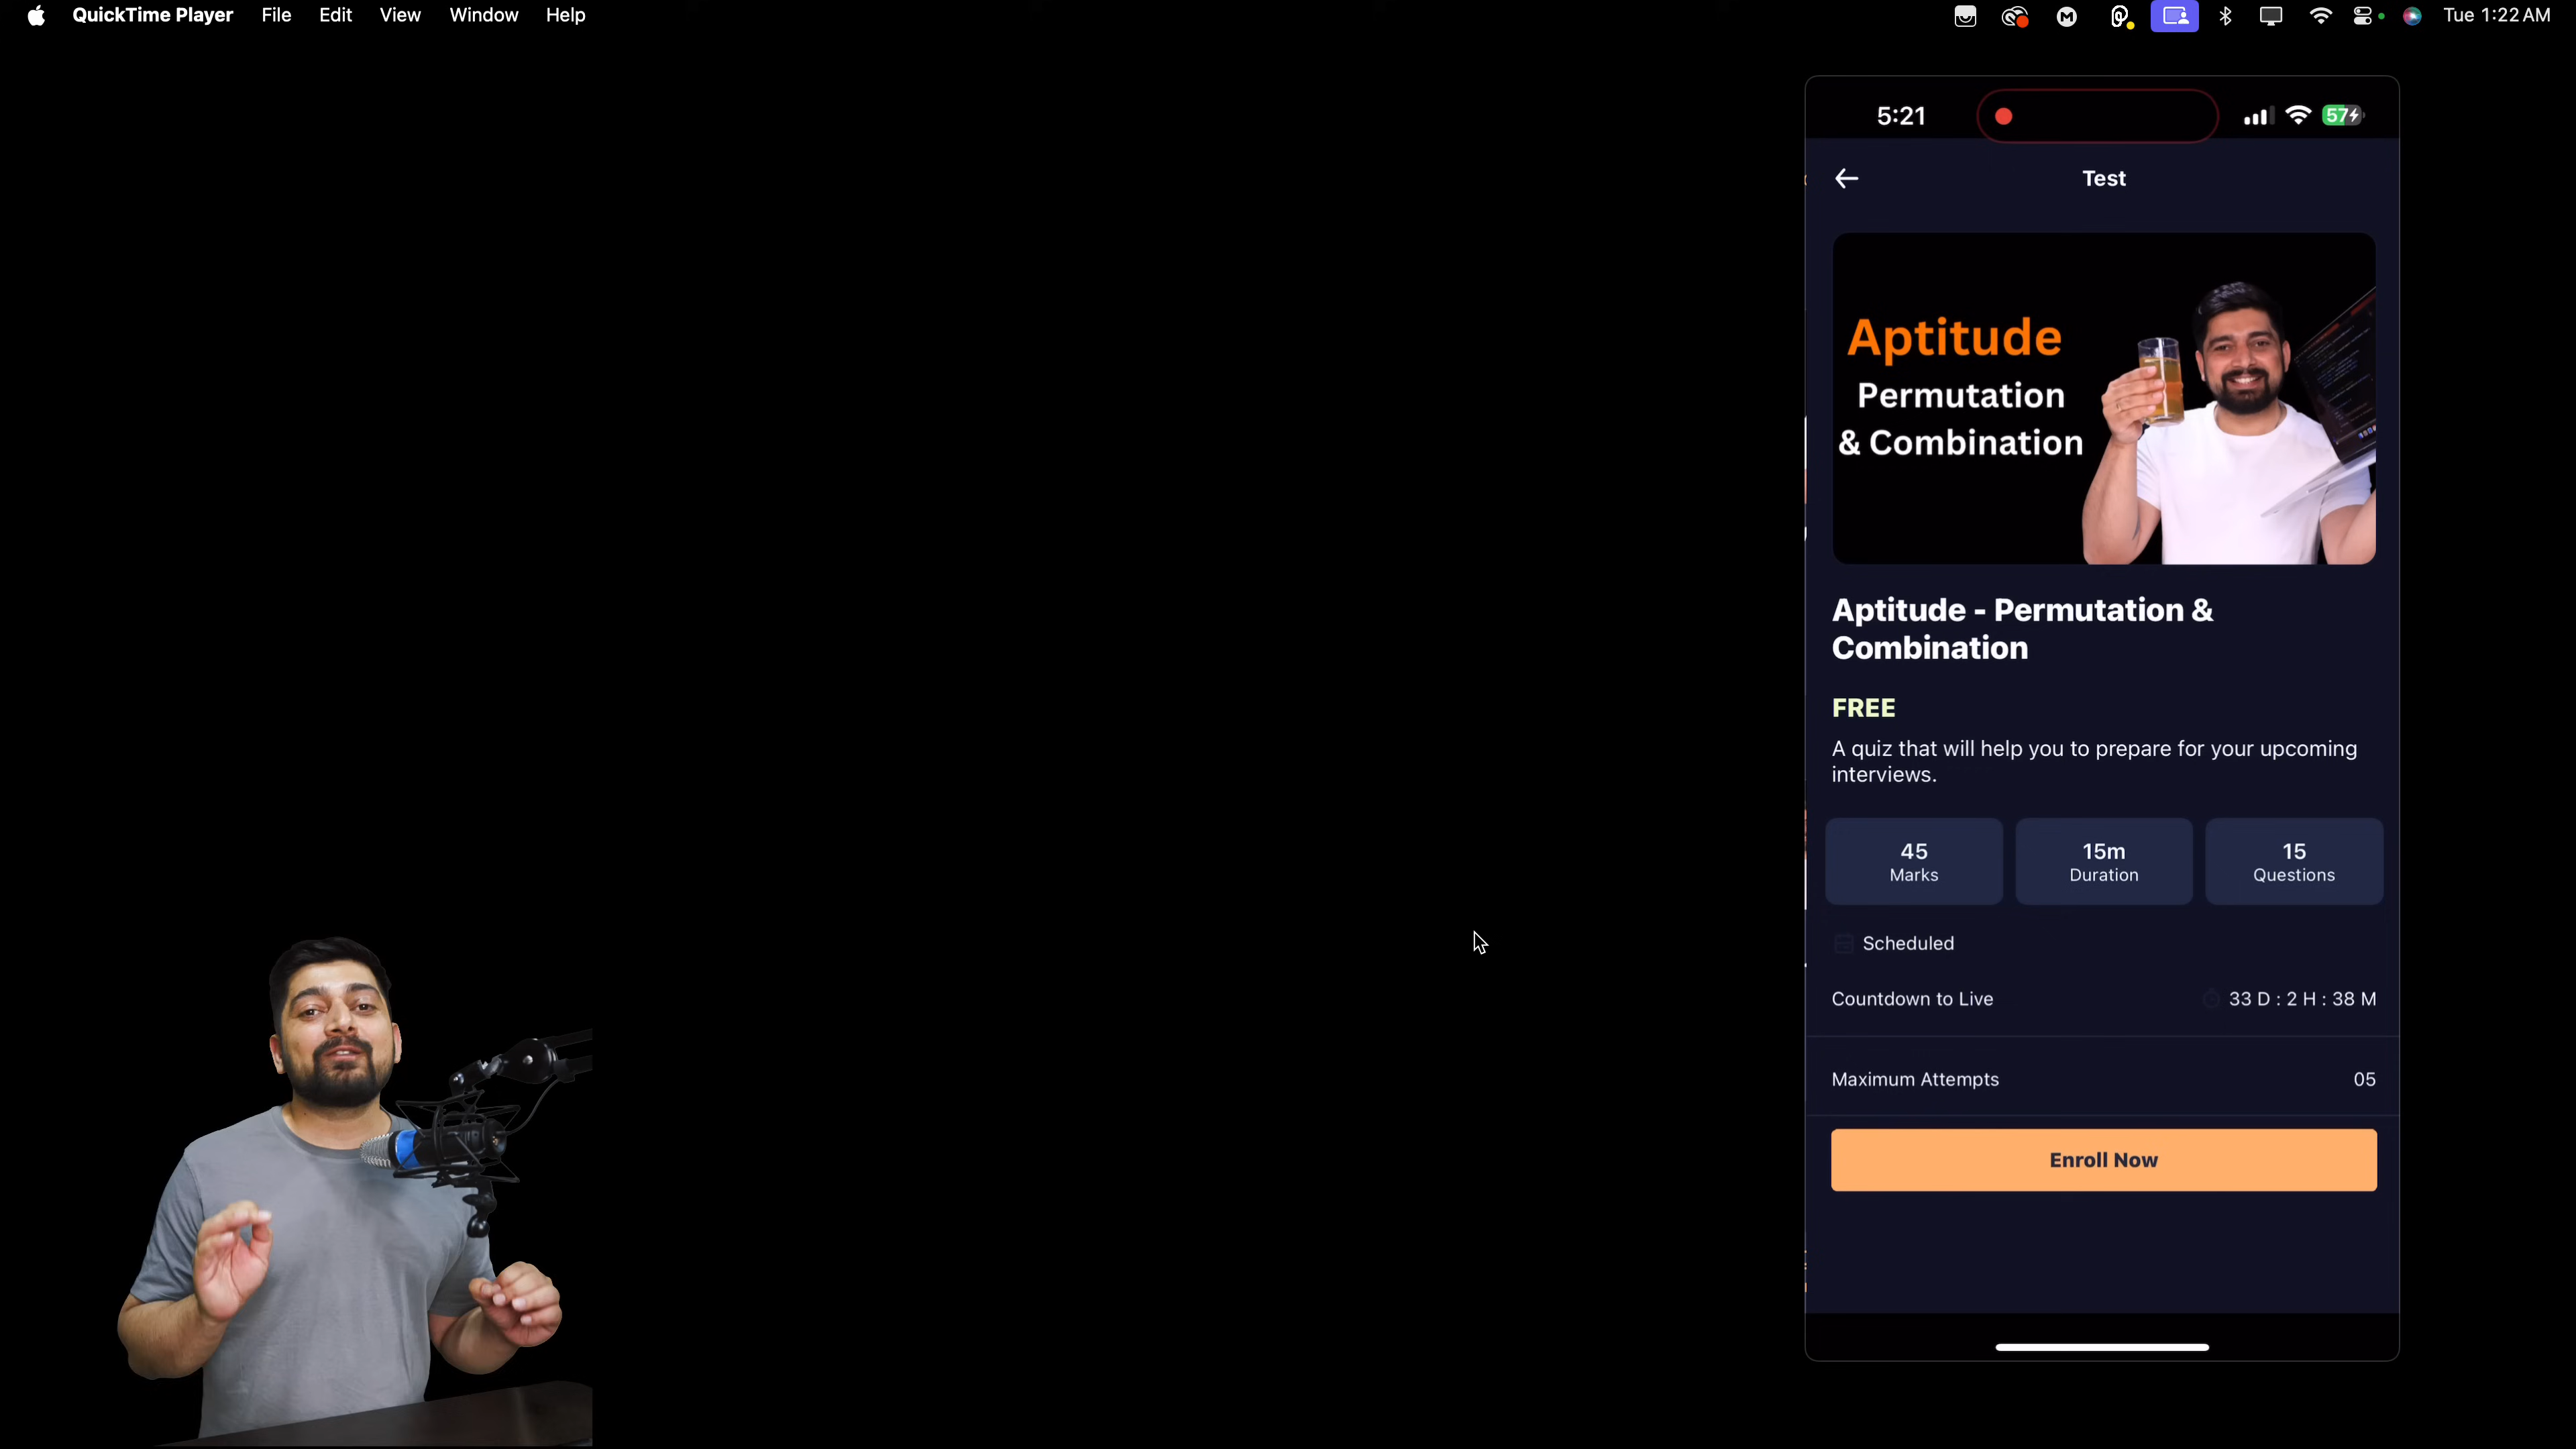 QuickTime Player File Edit View Window Help
Tue 1:22 AM
5:21
57
Test
Aptitude
Permutation
& Combination
Aptitude - Permutation &
Combination
FREE
A quiz that will help you to prepare for your upcoming
interviews.
45
Marks
15m
Duration
15
Questions
Scheduled
Countdown to Live
33 D : 2 H : 38 M
Maximum Attempts
05
Enroll Now